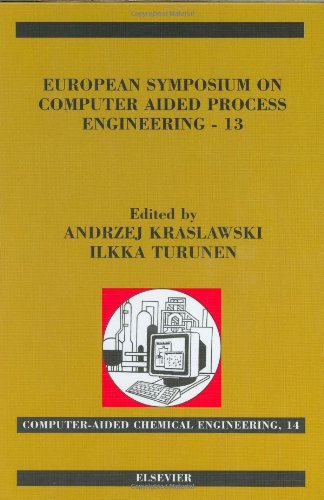 EUROPEAN SYMPOSIUM ON
COMPUTER AIDED PROCESS
ENGINEERING - 13
Edited by
ANDRZEJ KRASLAWSKI
ILKKA TURUNEN
COMPUTER-AIDED CHEMICAL ENGINEERING, 14
ELSEVIER